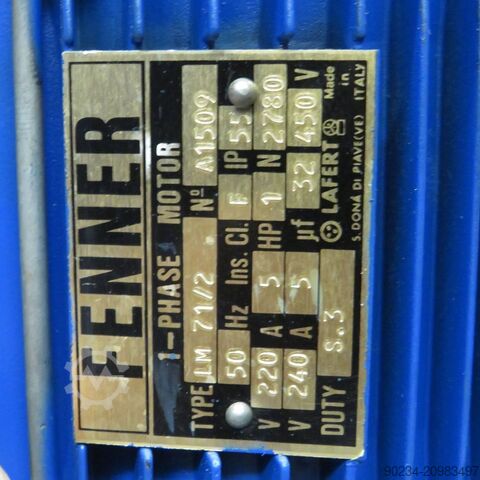 FENNER
1-PHASE MOTOR
TYPE LM 71/2 Nº A1509
50 Hz Ins. Cl. F IP 55
V 220 A 5 HP 1 N 2780
V 240 A 5 µf 32 450 V
DUTY S.3 LAFERT Made in ITALY
S. DONÁ DI PIAVE (VE)
90234-20983497